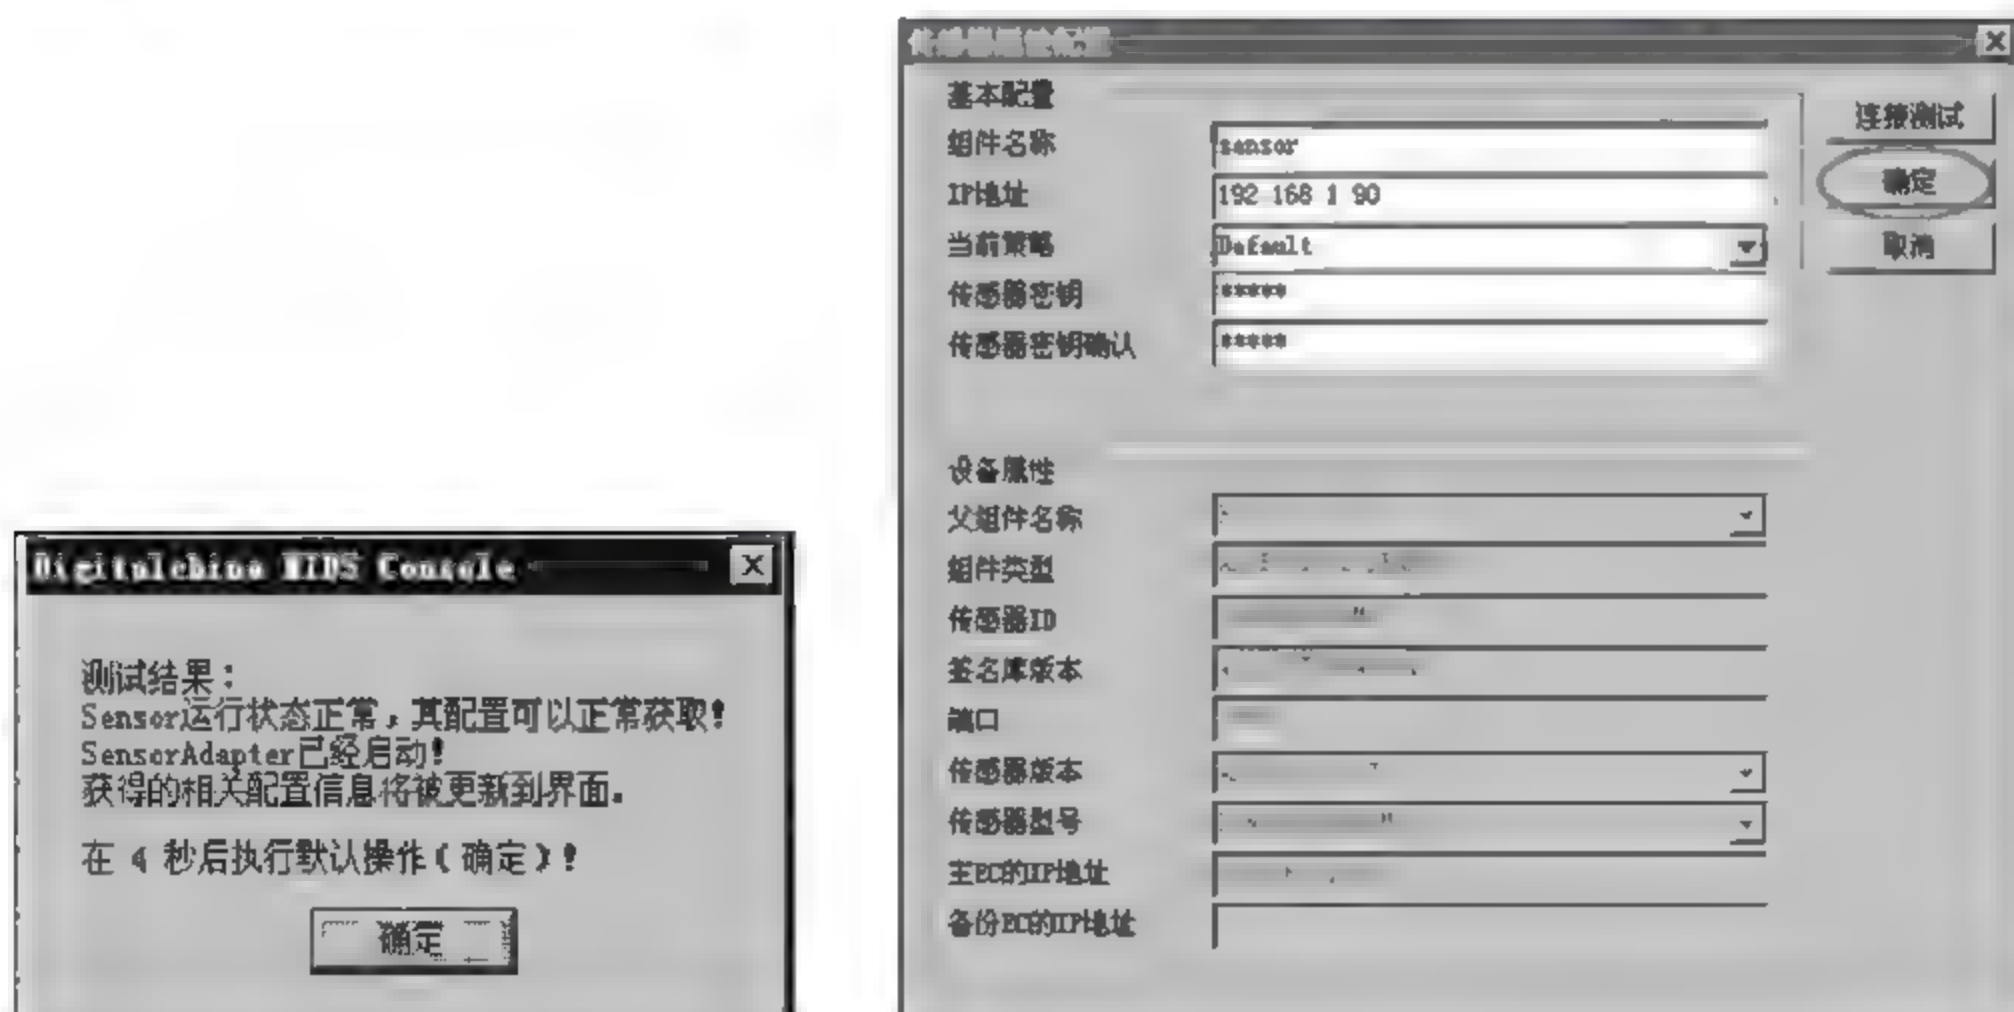 Digitalchina NIDS Console
测试结果：
Sensor运行状态正常，其配置可以正常获取！
SensorAdapter已经启动！
获得的相关配置信息将被更新到界面。
在 4 秒后执行默认操作（确定）！
确定
基本配置
组件名称 sensor
IP地址 192 168 1 90
当前策略 Default
传感器密钥 *****
传感器密钥确认 *****
连接测试
确定
取消
设备属性
父组件名称
组件类型
传感器ID
签名库版本
端口
传感器版本
传感器型号
主EC的IP地址
备份EC的IP地址